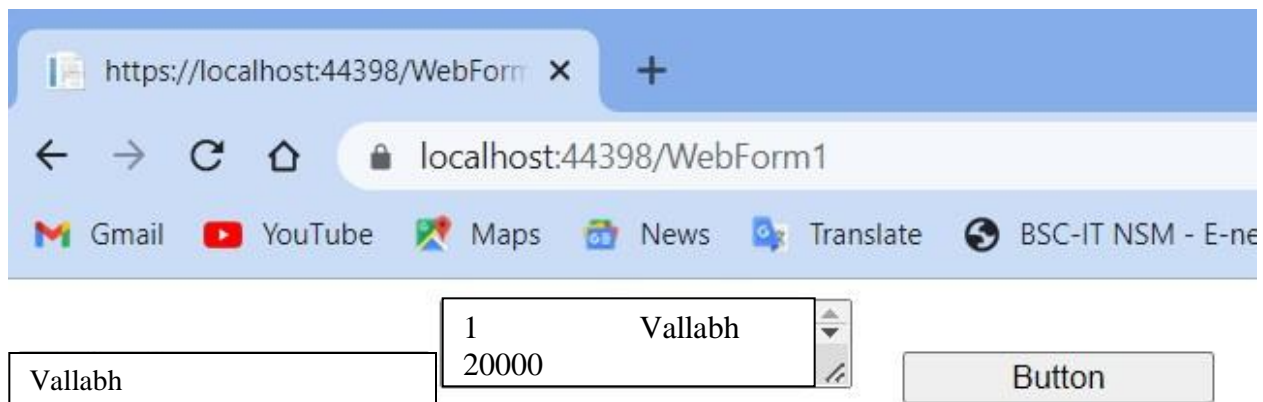 https://localhost:44398/WebForm
localhost:44398/WebForm1
Gmail YouTube Maps News Translate BSC-IT NSM - E-ne
1 Vallabh
20000
Vallabh
Button